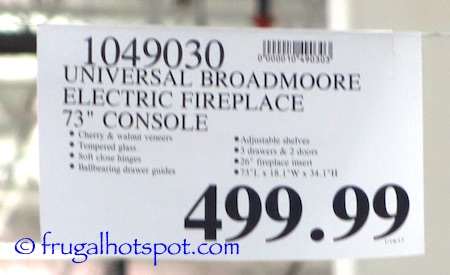 1049030
0000010490303
UNIVERSAL BROADMOORE
ELECTRIC FIREPLACE
73" CONSOLE
• Cherry & walnut veneers
• Tempered glass
• Soft close hinges
• Ballbearing drawer guides
• Adjustable shelves
• 3 drawers & 2 doors
• 26" fireplace insert
• 73"L x 18.1"W x 34.1"H
499.99
© frugalhotspot.com